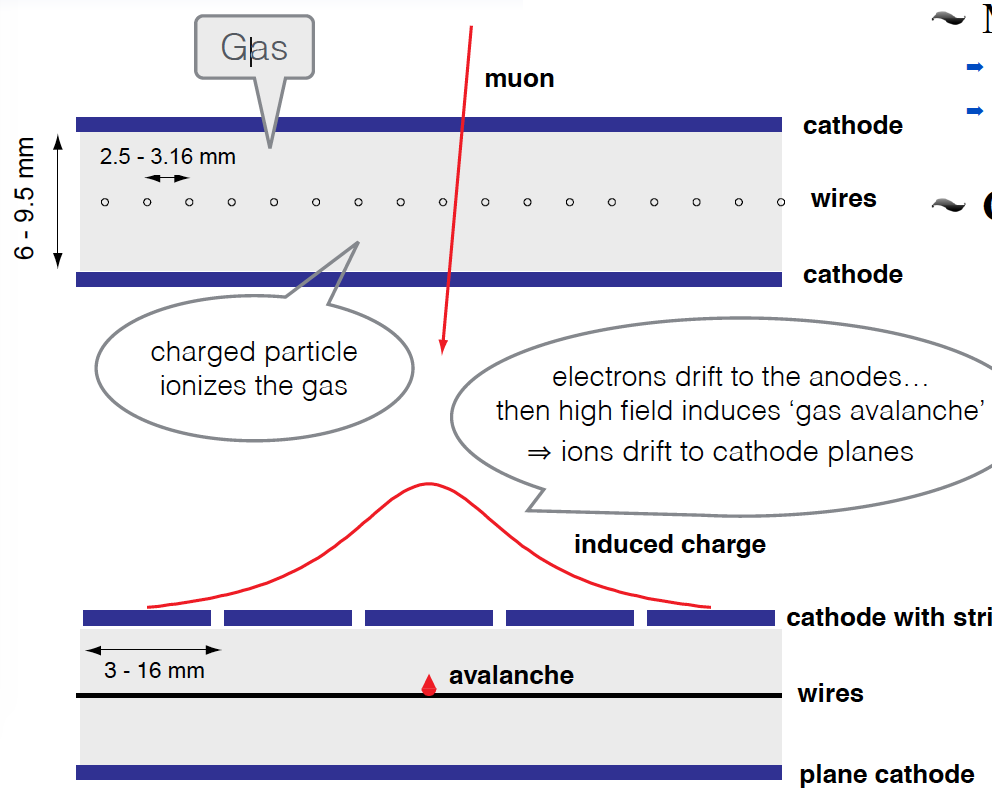 Gas
muon
cathode
2.5 - 3.16 mm
6 - 9.5 mm
wires
cathode
charged particle
ionizes the gas
electrons drift to the anodes…
then high field induces ‘gas avalanche’
⇒ ions drift to cathode planes
induced charge
cathode with stri
3 - 16 mm
avalanche
wires
plane cathode